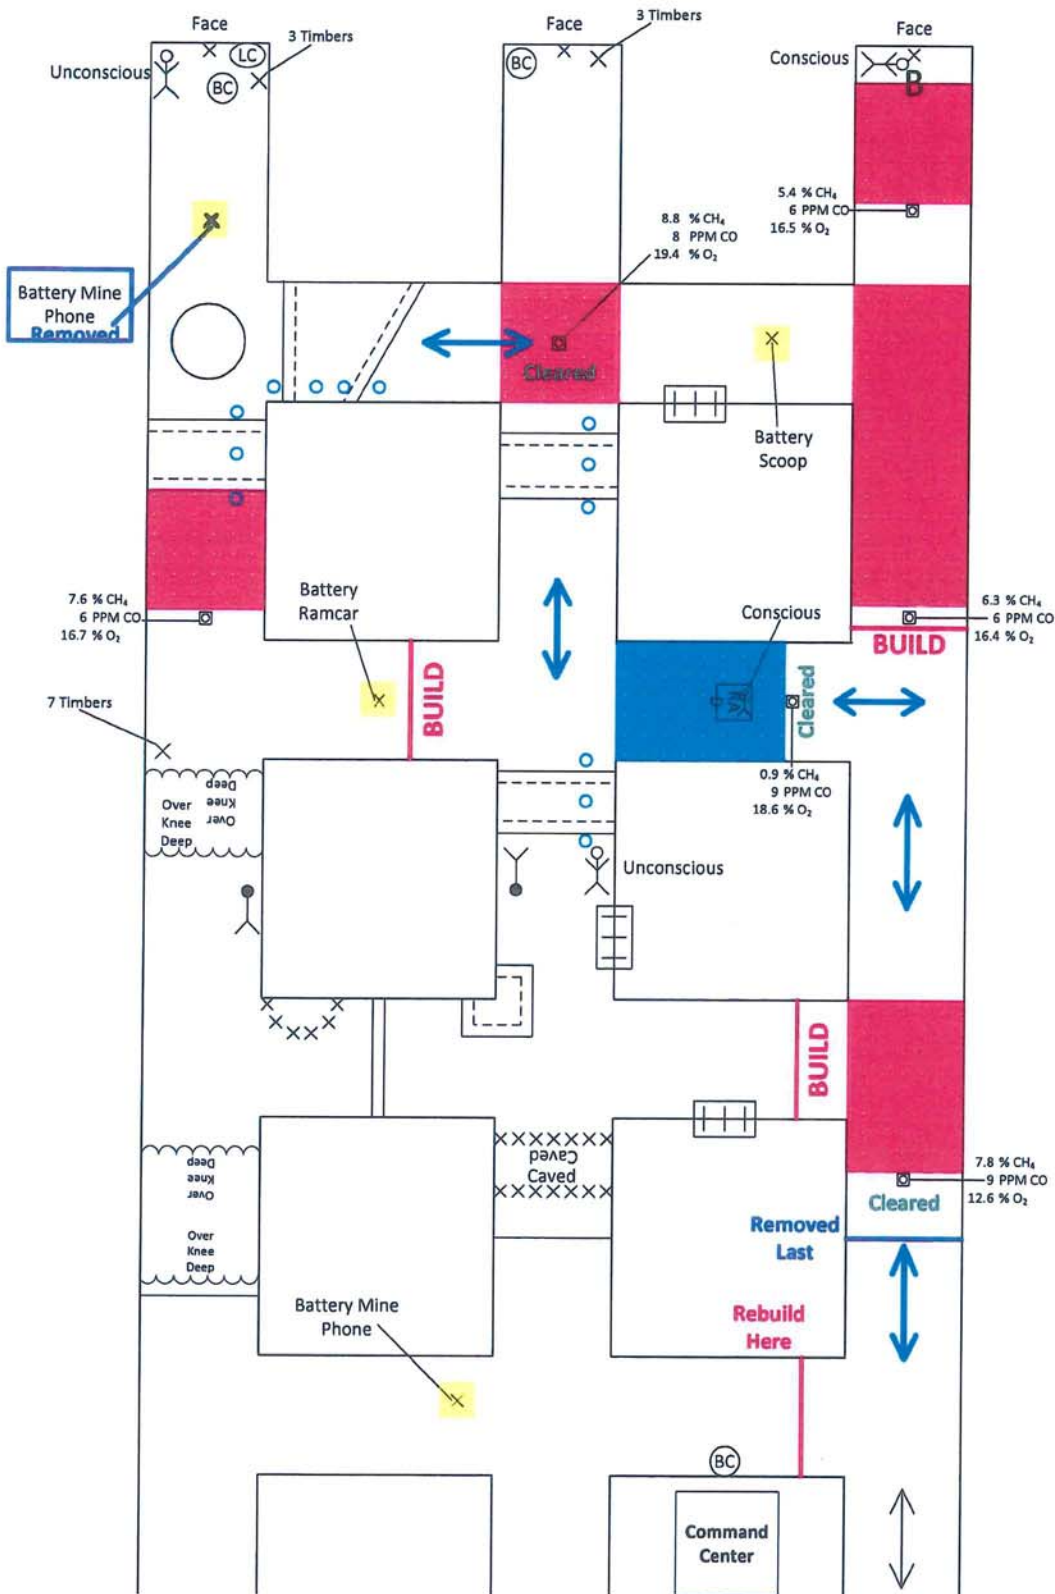 Face
Face
Face
3 Timbers
3 Timbers
Unconscious
LC
BC
BC
Conscious
B
5.4 % CH₄
6 PPM CO
16.5 % O₂
8.8 % CH₄
8 PPM CO
19.4 % O₂
Battery Mine
Phone
Removed
Cleared
Battery
Scoop
7.6 % CH₄
6 PPM CO
16.7 % O₂
Battery
Ramcar
Conscious
6.3 % CH₄
6 PPM CO
16.4 % O₂
BUILD
BUILD
Cleared
7 Timbers
0.9 % CH₄
9 PPM CO
18.6 % O₂
Over
Knee
Deep
Over
Knee
Deep
Unconscious
BUILD
Caved
Caved
7.8 % CH₄
9 PPM CO
12.6 % O₂
Cleared
Over
Knee
Deep
Over
Knee
Deep
Removed
Last
Battery Mine
Phone
Rebuild
Here
BC
Command
Center